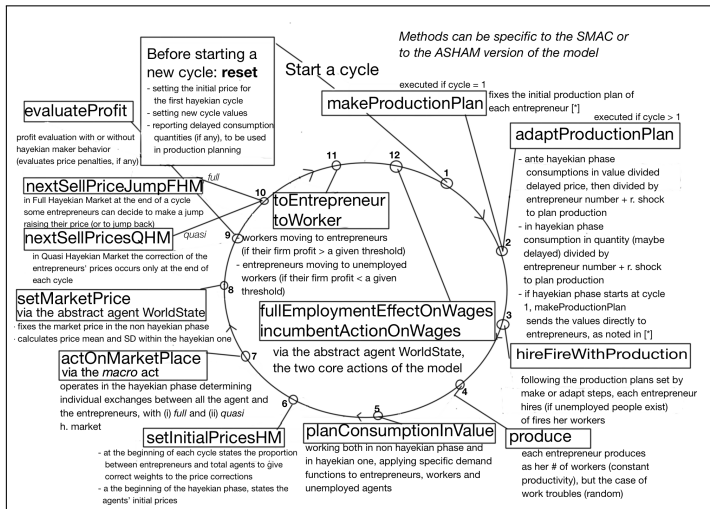 Methods can be specific to the SMAC or
to the ASHAM version of the model
Before starting a
new cycle: reset
- setting the initial price for
the first hayekian cycle
- setting new cycle values
- reporting delayed consumption
quantities (if any), to be used
in production planning
Start a cycle
executed if cycle = 1
makeProductionPlan
fixes the initial production plan of
each entrepreneur [*]
executed if cycle > 1
adaptProductionPlan
- ante hayekian phase
consumptions in value divided
delayed price, then divided by
entrepreneur number + r. shock
to plan production
- in hayekian phase
consumption in quantity (maybe
delayed) divided by
entrepreneur number + r. shock
to plan production
- if hayekian phase starts at cycle
1, makeProductionPlan
sends the values directly to
entrepreneurs, as noted in [*]
evaluateProfit
profit evaluation with or without
hayekian maker behavior
(evaluates price penalties, if any)
nextSellPriceJumpFHM
full
in Full Hayekian Market at the end of a cycle
some entrepreneurs can decide to make a jump
raising their price (or to jump back)
nextSellPricesQHM
quasi
in Quasi Hayekian Market the correction of the
entrepreneurs' prices occurs only at the end of
each cycle
setMarketPrice
via the abstract agent WorldState
- fixes the market price in the non hayekian phase
- calculates price mean and SD within the hayekian one
actOnMarketPlace
via the macro act
operates in the hayekian phase determining
individual exchanges between all the agent and
the entrepreneurs, with (i) full and (ii) quasi
h. market
setInitialPricesHM
- at the beginning of each cycle states the proportion
between entrepreneurs and total agents to give
correct weights to the price corrections
- a the beginning of the hayekian phase, states the
agents' initial prices
toEntrepreneur
toWorker
workers moving to entrepreneurs
(if their firm profit > a given threshold)
- entrepreneurs moving to unemployed
workers (if their firm profit < a given
threshold)
fullEmploymentEffectOnWages
incumbentActionOnWages
via the abstract agent WorldState,
the two core actions of the model
hireFireWithProduction
following the production plans set by
make or adapt steps, each entrepreneur
hires (if unemployed people exist)
of fires her workers
planConsumptionInValue
working both in non hayekian phase and
in hayekian one, applying specific demand
functions to entrepreneurs, workers and
unemployed agents
produce
each entrepreneur produces
as her # of workers (constant
productivity), but the case of
work troubles (random)
1
2
3
4
5
6
7
8
9
10
11
12